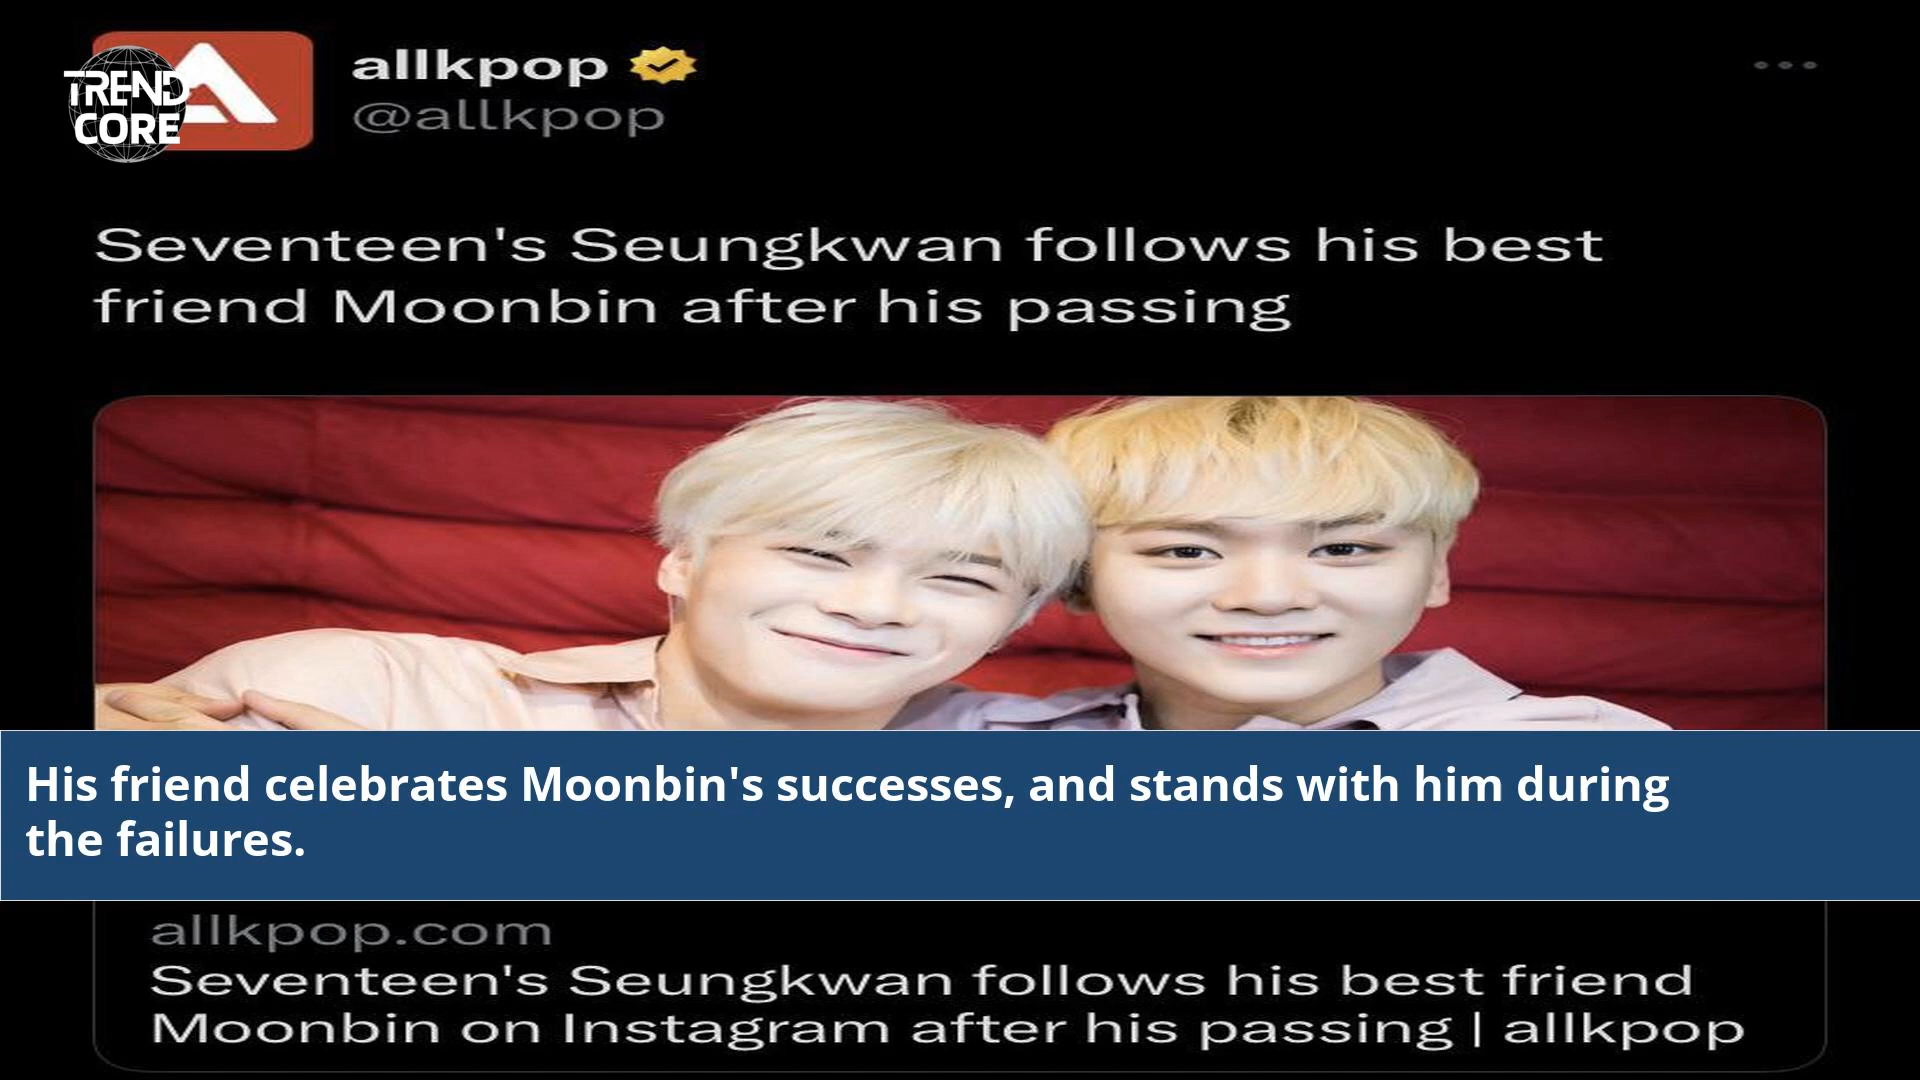 TREND
CORE
allkpop
@allkpop
Seventeen's Seungkwan follows his best
friend Moonbin after his passing
His friend celebrates Moonbin's successes, and stands with him during
the failures.
allkpop.com
Seventeen's Seungkwan follows his best friend
Moonbin on Instagram after his passing | allkpop